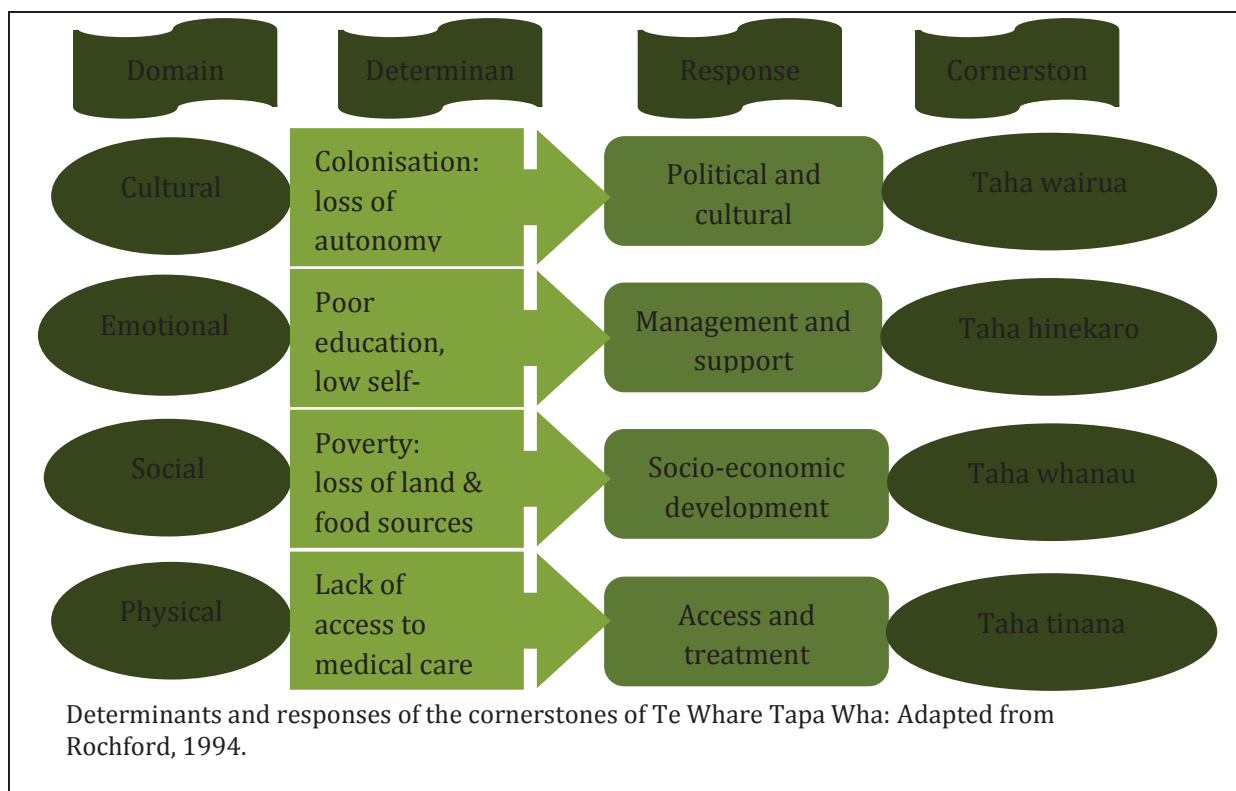 Domain
Determinan
Response
Cornerston
Cultural
Colonisation:
loss of
autonomy
Political and
cultural
Taha wairua
Emotional
Poor
education,
low self-
Management and
support
Taha hinekaro
Social
Poverty:
loss of land &
food sources
Socio-economic
development
Taha whanau
Physical
Lack of
access to
medical care
Access and
treatment
Taha tinana
Determinants and responses of the cornerstones of Te Whare Tapa Wha: Adapted from
Rochford, 1994.